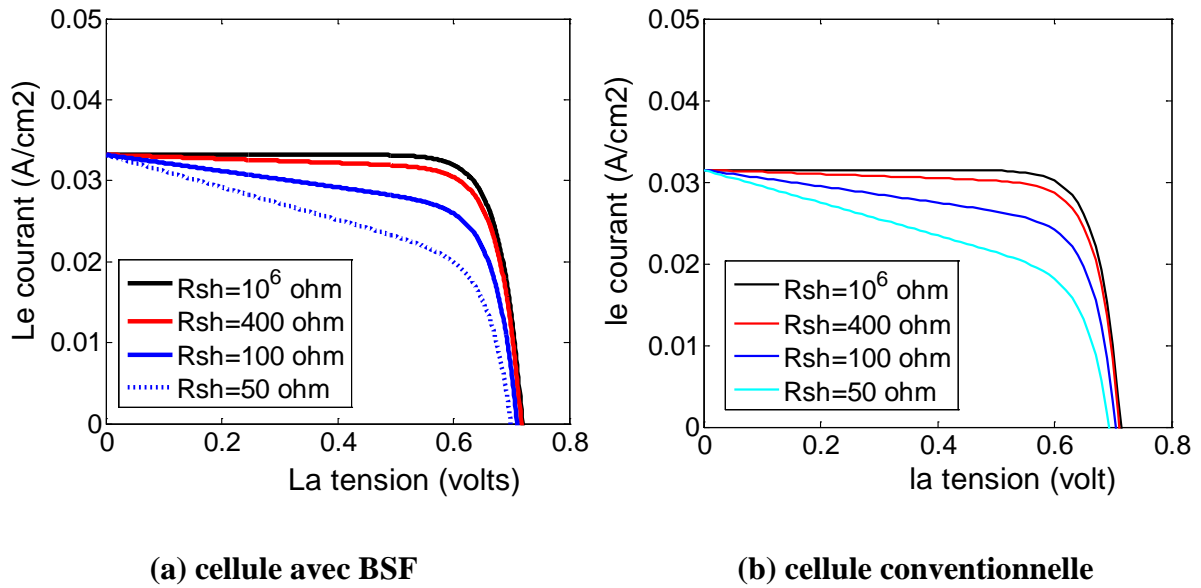 0.05
0.04
0.03
0.02
0.01
0
0
0.2
0.4
0.6
0.8
Le courant (A/cm2)
La tension (volts)
Rsh=10^6 ohm
Rsh=400 ohm
Rsh=100 ohm
Rsh=50 ohm
(a) cellule avec BSF
0.05
0.04
0.03
0.02
0.01
0
0
0.2
0.4
0.6
0.8
le courant (A/cm2)
la tension (volt)
Rsh=10^6 ohm
Rsh=400 ohm
Rsh=100 ohm
Rsh=50 ohm
(b) cellule conventionnelle